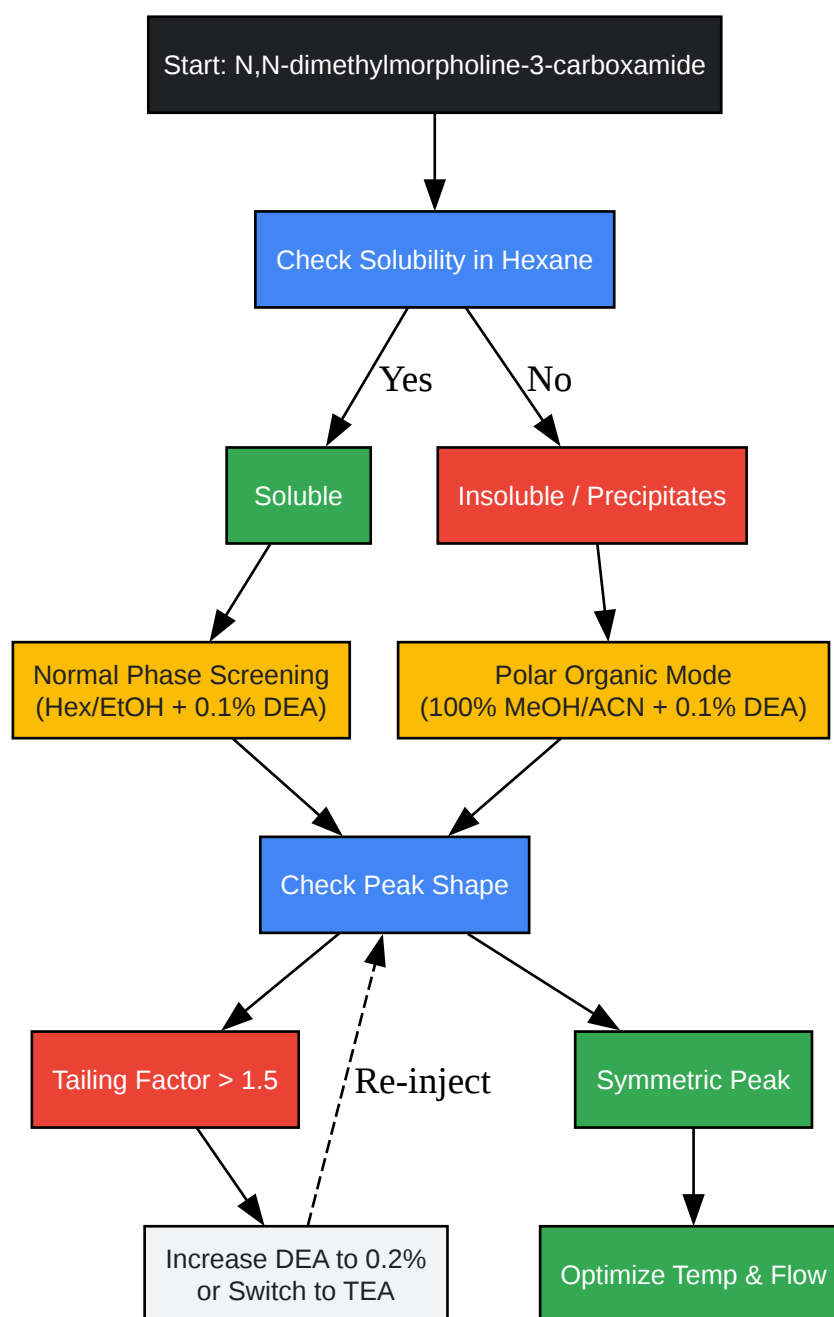 Start: N,N-dimethylmorpholine-3-carboxamide
Check Solubility in Hexane
Yes
No
Soluble
Insoluble / Precipitates
Normal Phase Screening
(Hex/EtOH + 0.1% DEA)
Polar Organic Mode
(100% MeOH/ACN + 0.1% DEA)
Check Peak Shape
Tailing Factor > 1.5
Re-inject
Symmetric Peak
Increase DEA to 0.2%
or Switch to TEA
Optimize Temp & Flow